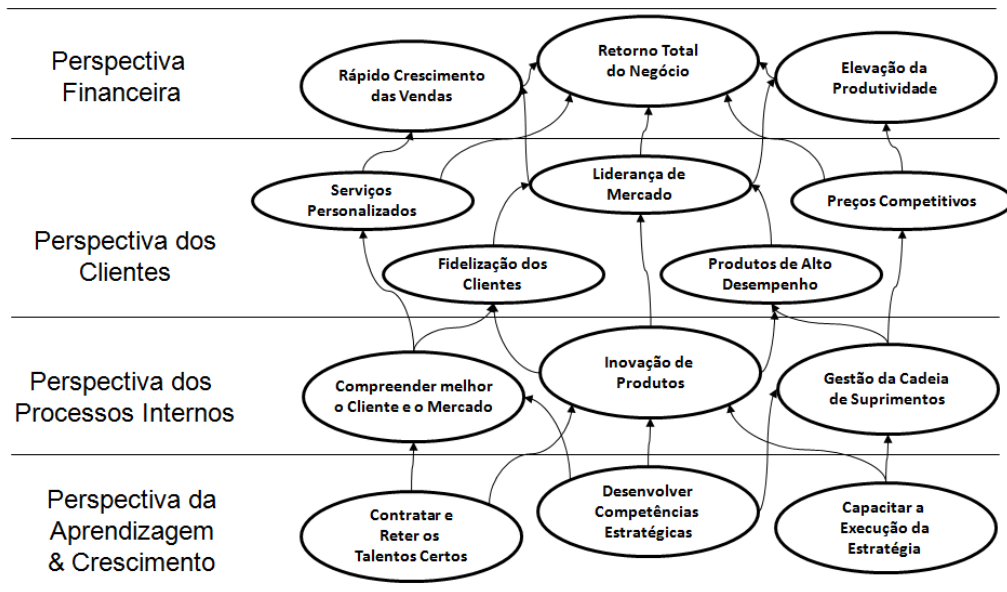 Perspectiva
Financeira
Rápido Crescimento
das Vendas
Retorno Total
do Negócio
Elevação da
Produtividade
Perspectiva dos
Clientes
Serviços
Personalizados
Liderança de
Mercado
Preços Competitivos
Fidelização dos
Clientes
Produtos de Alto
Desempenho
Perspectiva dos
Processos Internos
Compreender melhor
o Cliente e o Mercado
Inovação de
Produtos
Gestão da Cadeia
de Suprimentos
Perspectiva da
Aprendizagem
& Crescimento
Contratar e
Reter os
Talentos Certos
Desenvolver
Competências
Estratégicas
Capacitar a
Execução da
Estratégia